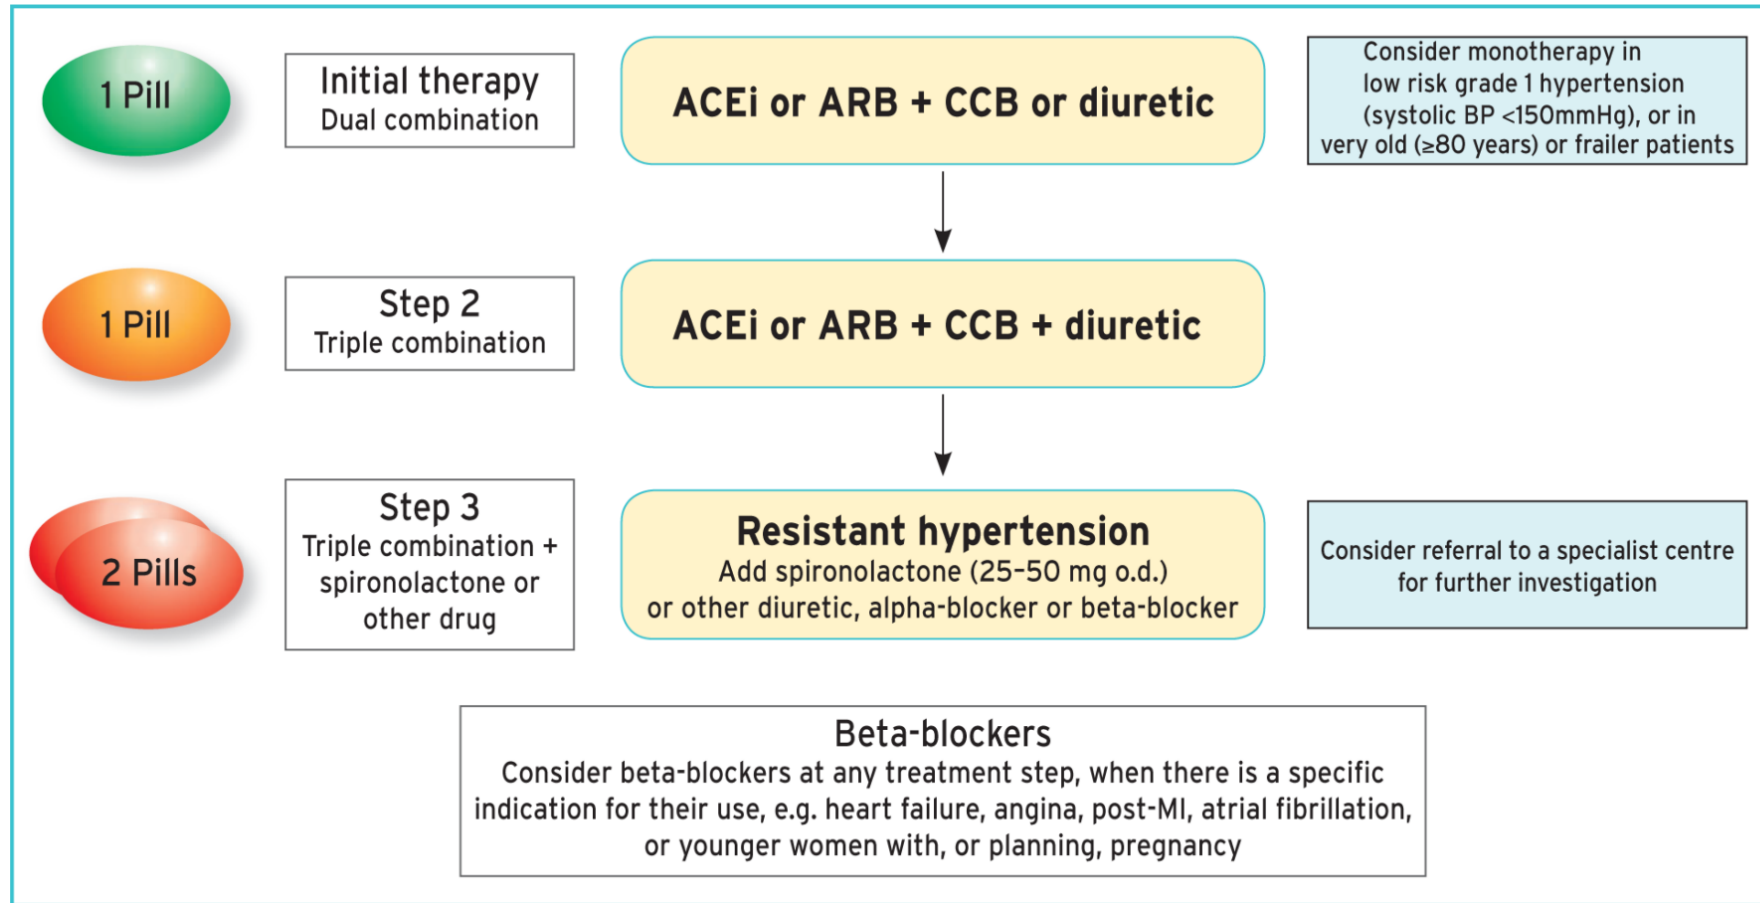 1 Pill
Initial therapy
Dual combination
ACEi or ARB + CCB or diuretic
Consider monotherapy in
low risk grade 1 hypertension
(systolic BP <150mmHg), or in
very old (≥80 years) or frailer patients
1 Pill
Step 2
Triple combination
ACEi or ARB + CCB + diuretic
2 Pills
Step 3
Triple combination +
spironolactone or
other drug
Resistant hypertension
Add spironolactone (25–50 mg o.d.)
or other diuretic, alpha-blocker or beta-blocker
Consider referral to a specialist centre
for further investigation
Beta-blockers
Consider beta-blockers at any treatment step, when there is a specific
indication for their use, e.g. heart failure, angina, post-MI, atrial fibrillation,
or younger women with, or planning, pregnancy